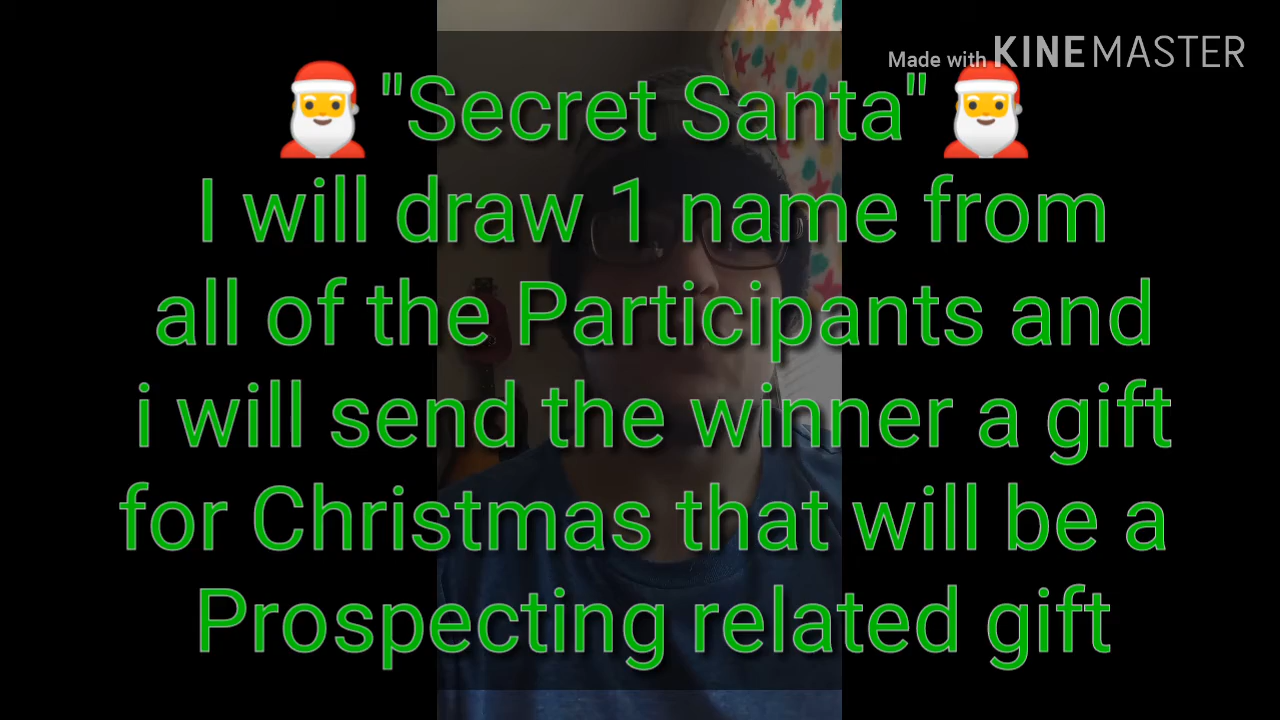 Made with KINEMASTER
"Secret Santa"
I will draw 1 name from
all of the Participants and
i will send the winner a gift
for Christmas that will be a
Prospecting related gift